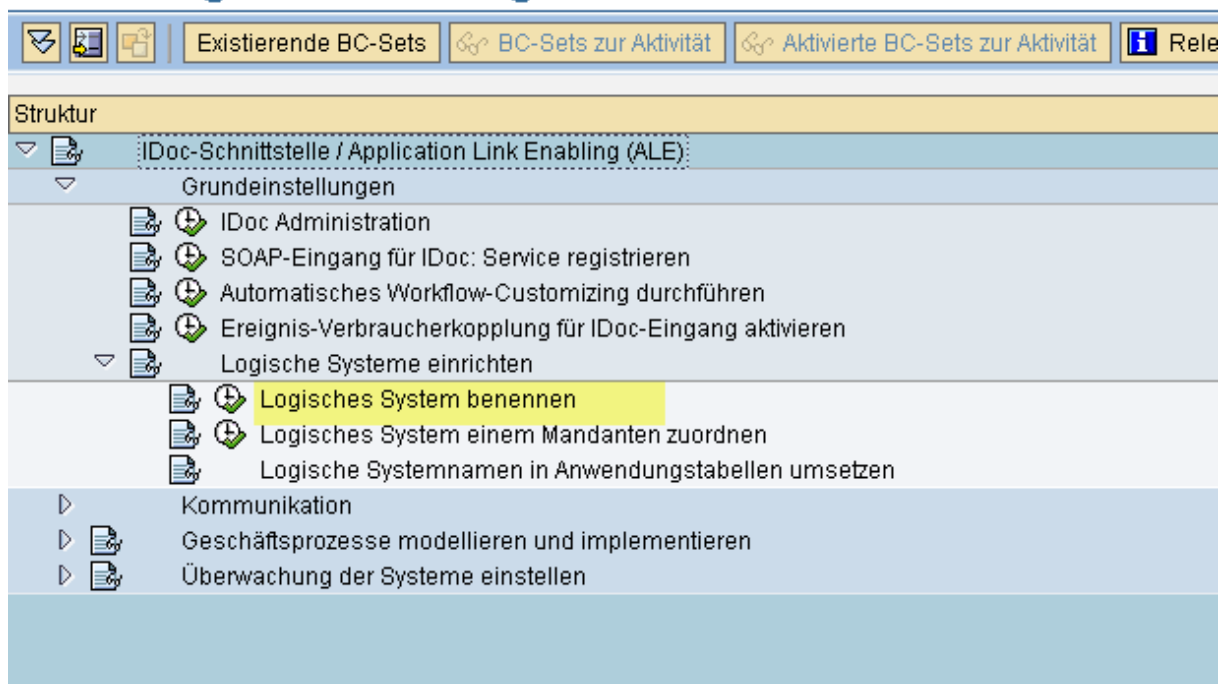 Existierende BC-Sets BC-Sets zur Aktivität Aktivierte BC-Sets zur Aktivität
Struktur
IDoc-Schnittstelle / Application Link Enabling (ALE)
Grundeinstellungen
IDoc Administration
SOAP-Eingang für IDoc: Service registrieren
Automatisches Workflow-Customizing durchführen
Ereignis-Verbraucherkopplung für IDoc-Eingang aktivieren
Logische Systeme einrichten
Logisches System benennen
Logisches System einem Mandanten zuordnen
Logische Systemnamen in Anwendungstabellen umsetzen
Kommunikation
Geschäftsprozesse modellieren und implementieren
Überwachung der Systeme einstellen